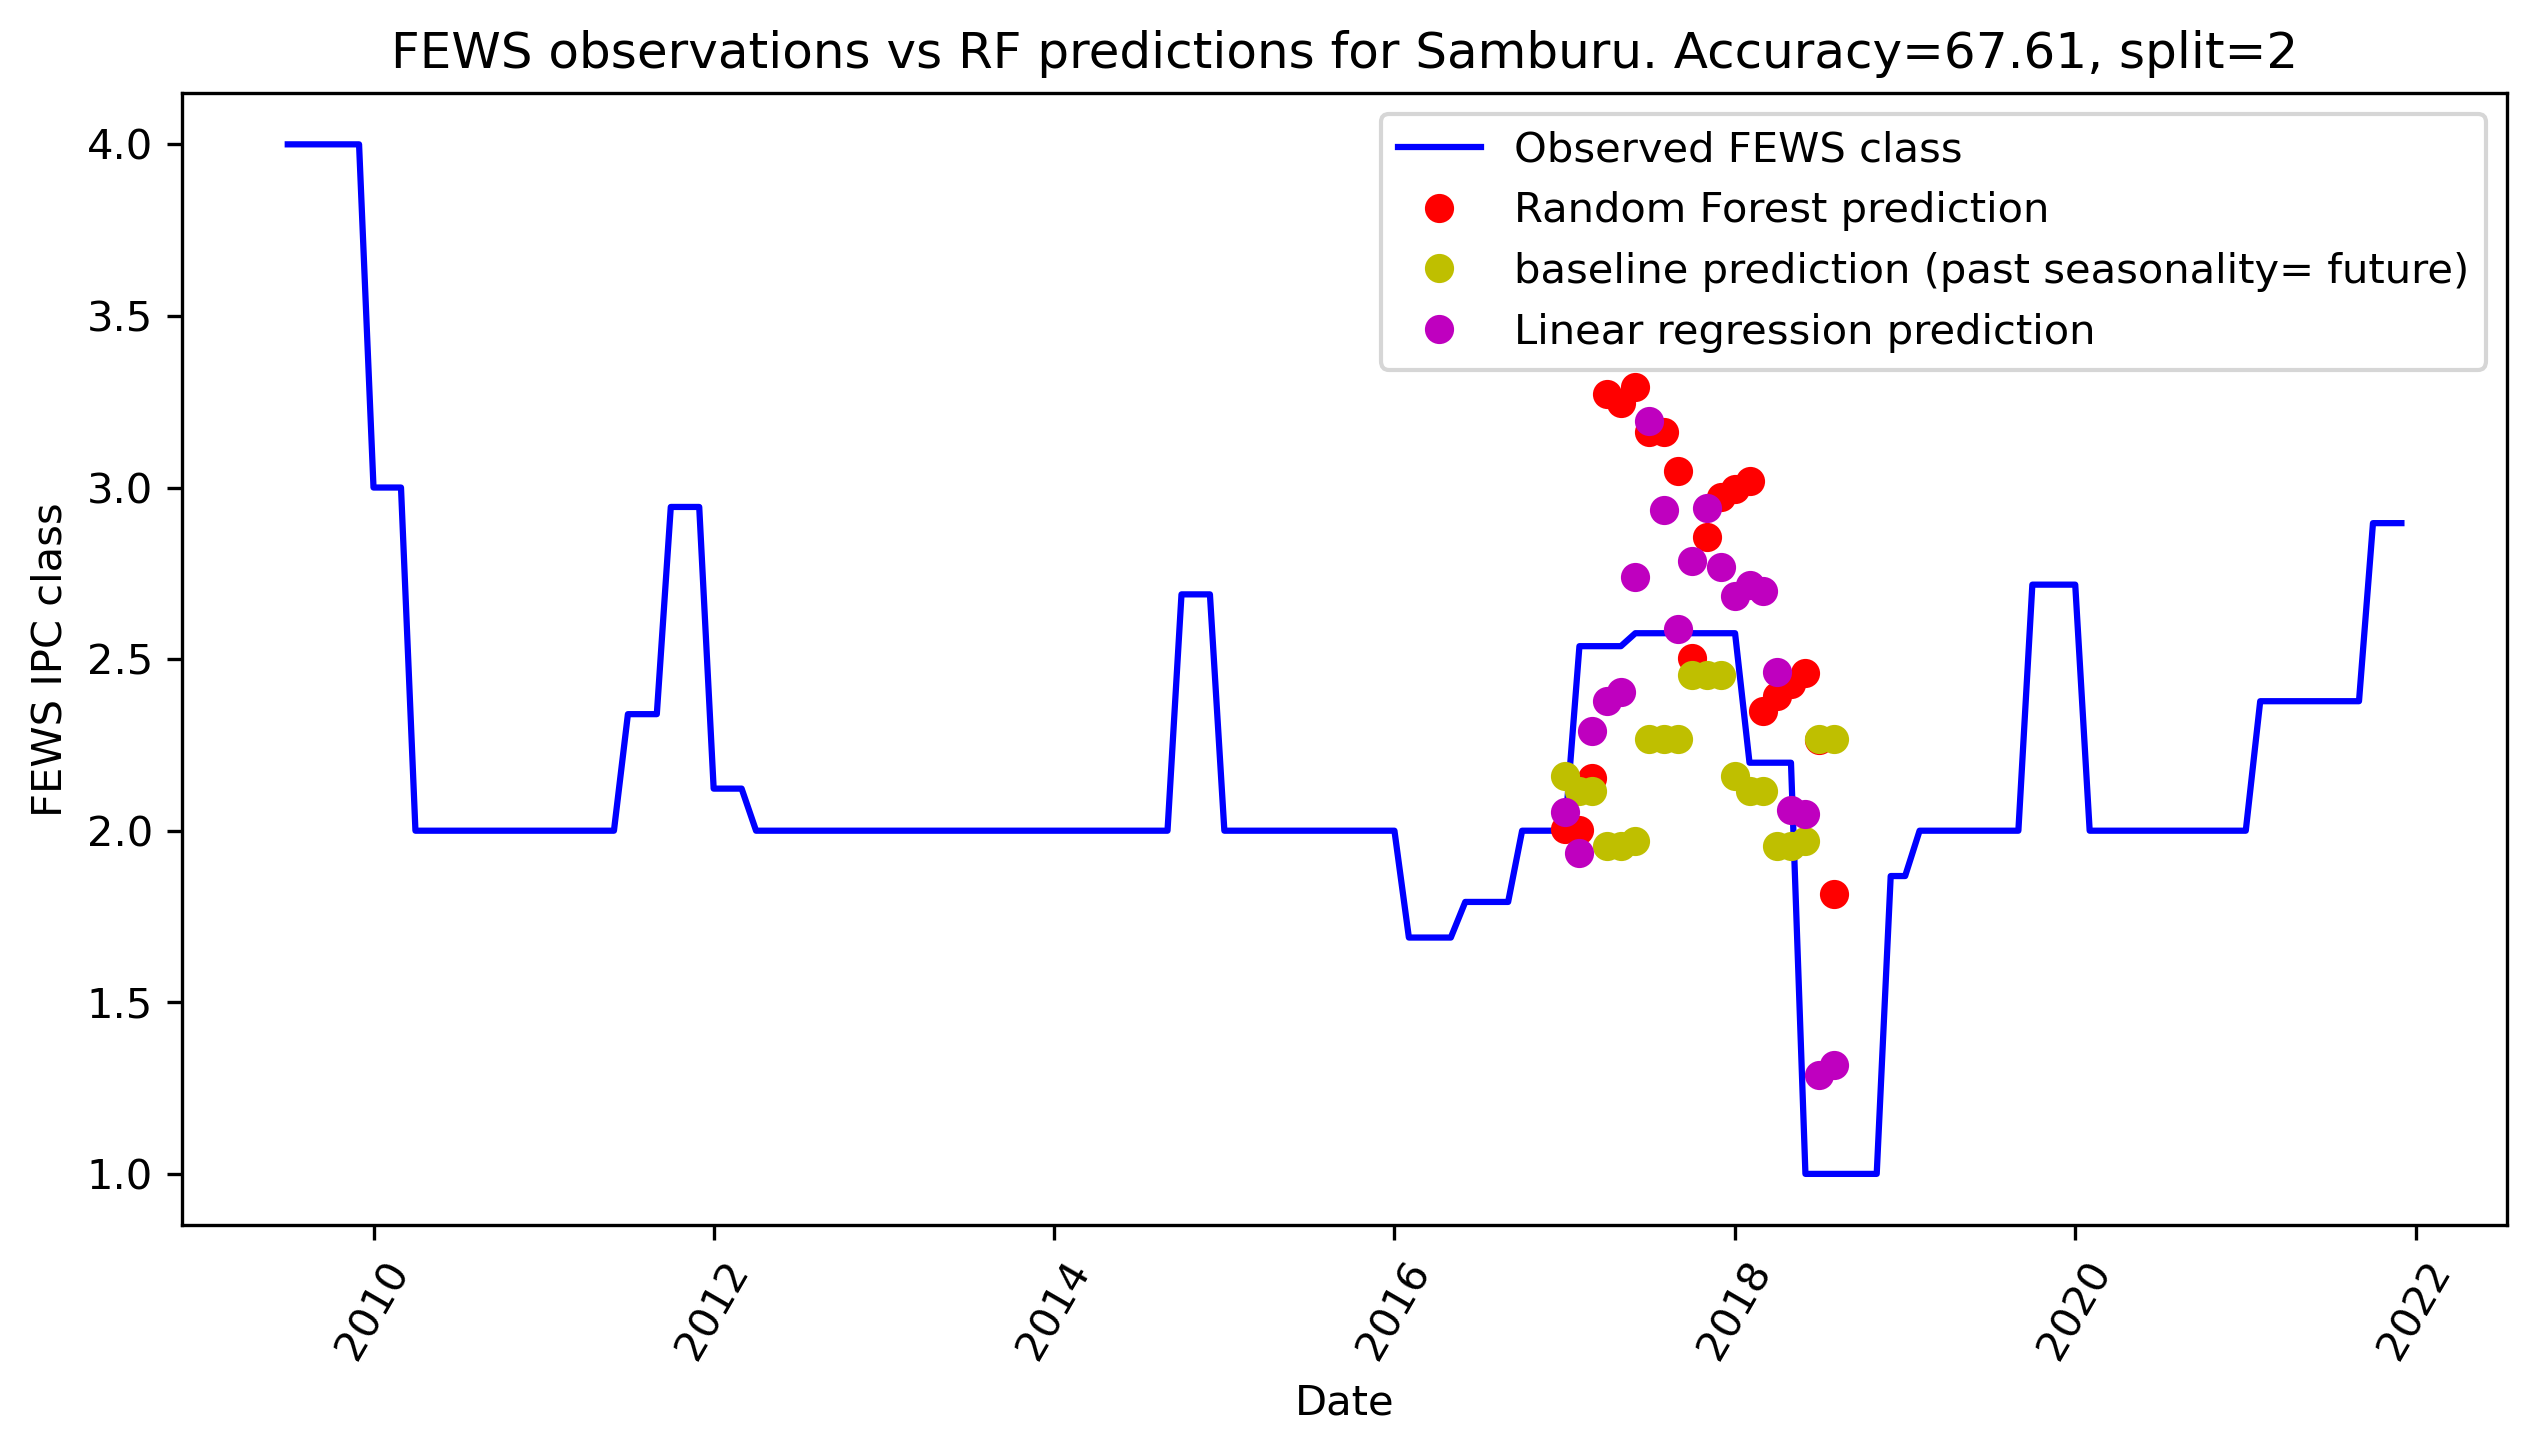 FEWS observations vs RF predictions for Samburu. Accuracy=67.61, split=2
Observed FEWS class
Random Forest prediction
baseline prediction (past seasonality= future)
Linear regression prediction
FEWS IPC class
4.0
3.5
3.0
2.5
2.0
1.5
1.0
2010
2012
2014
2016
2018
2020
2022
Date